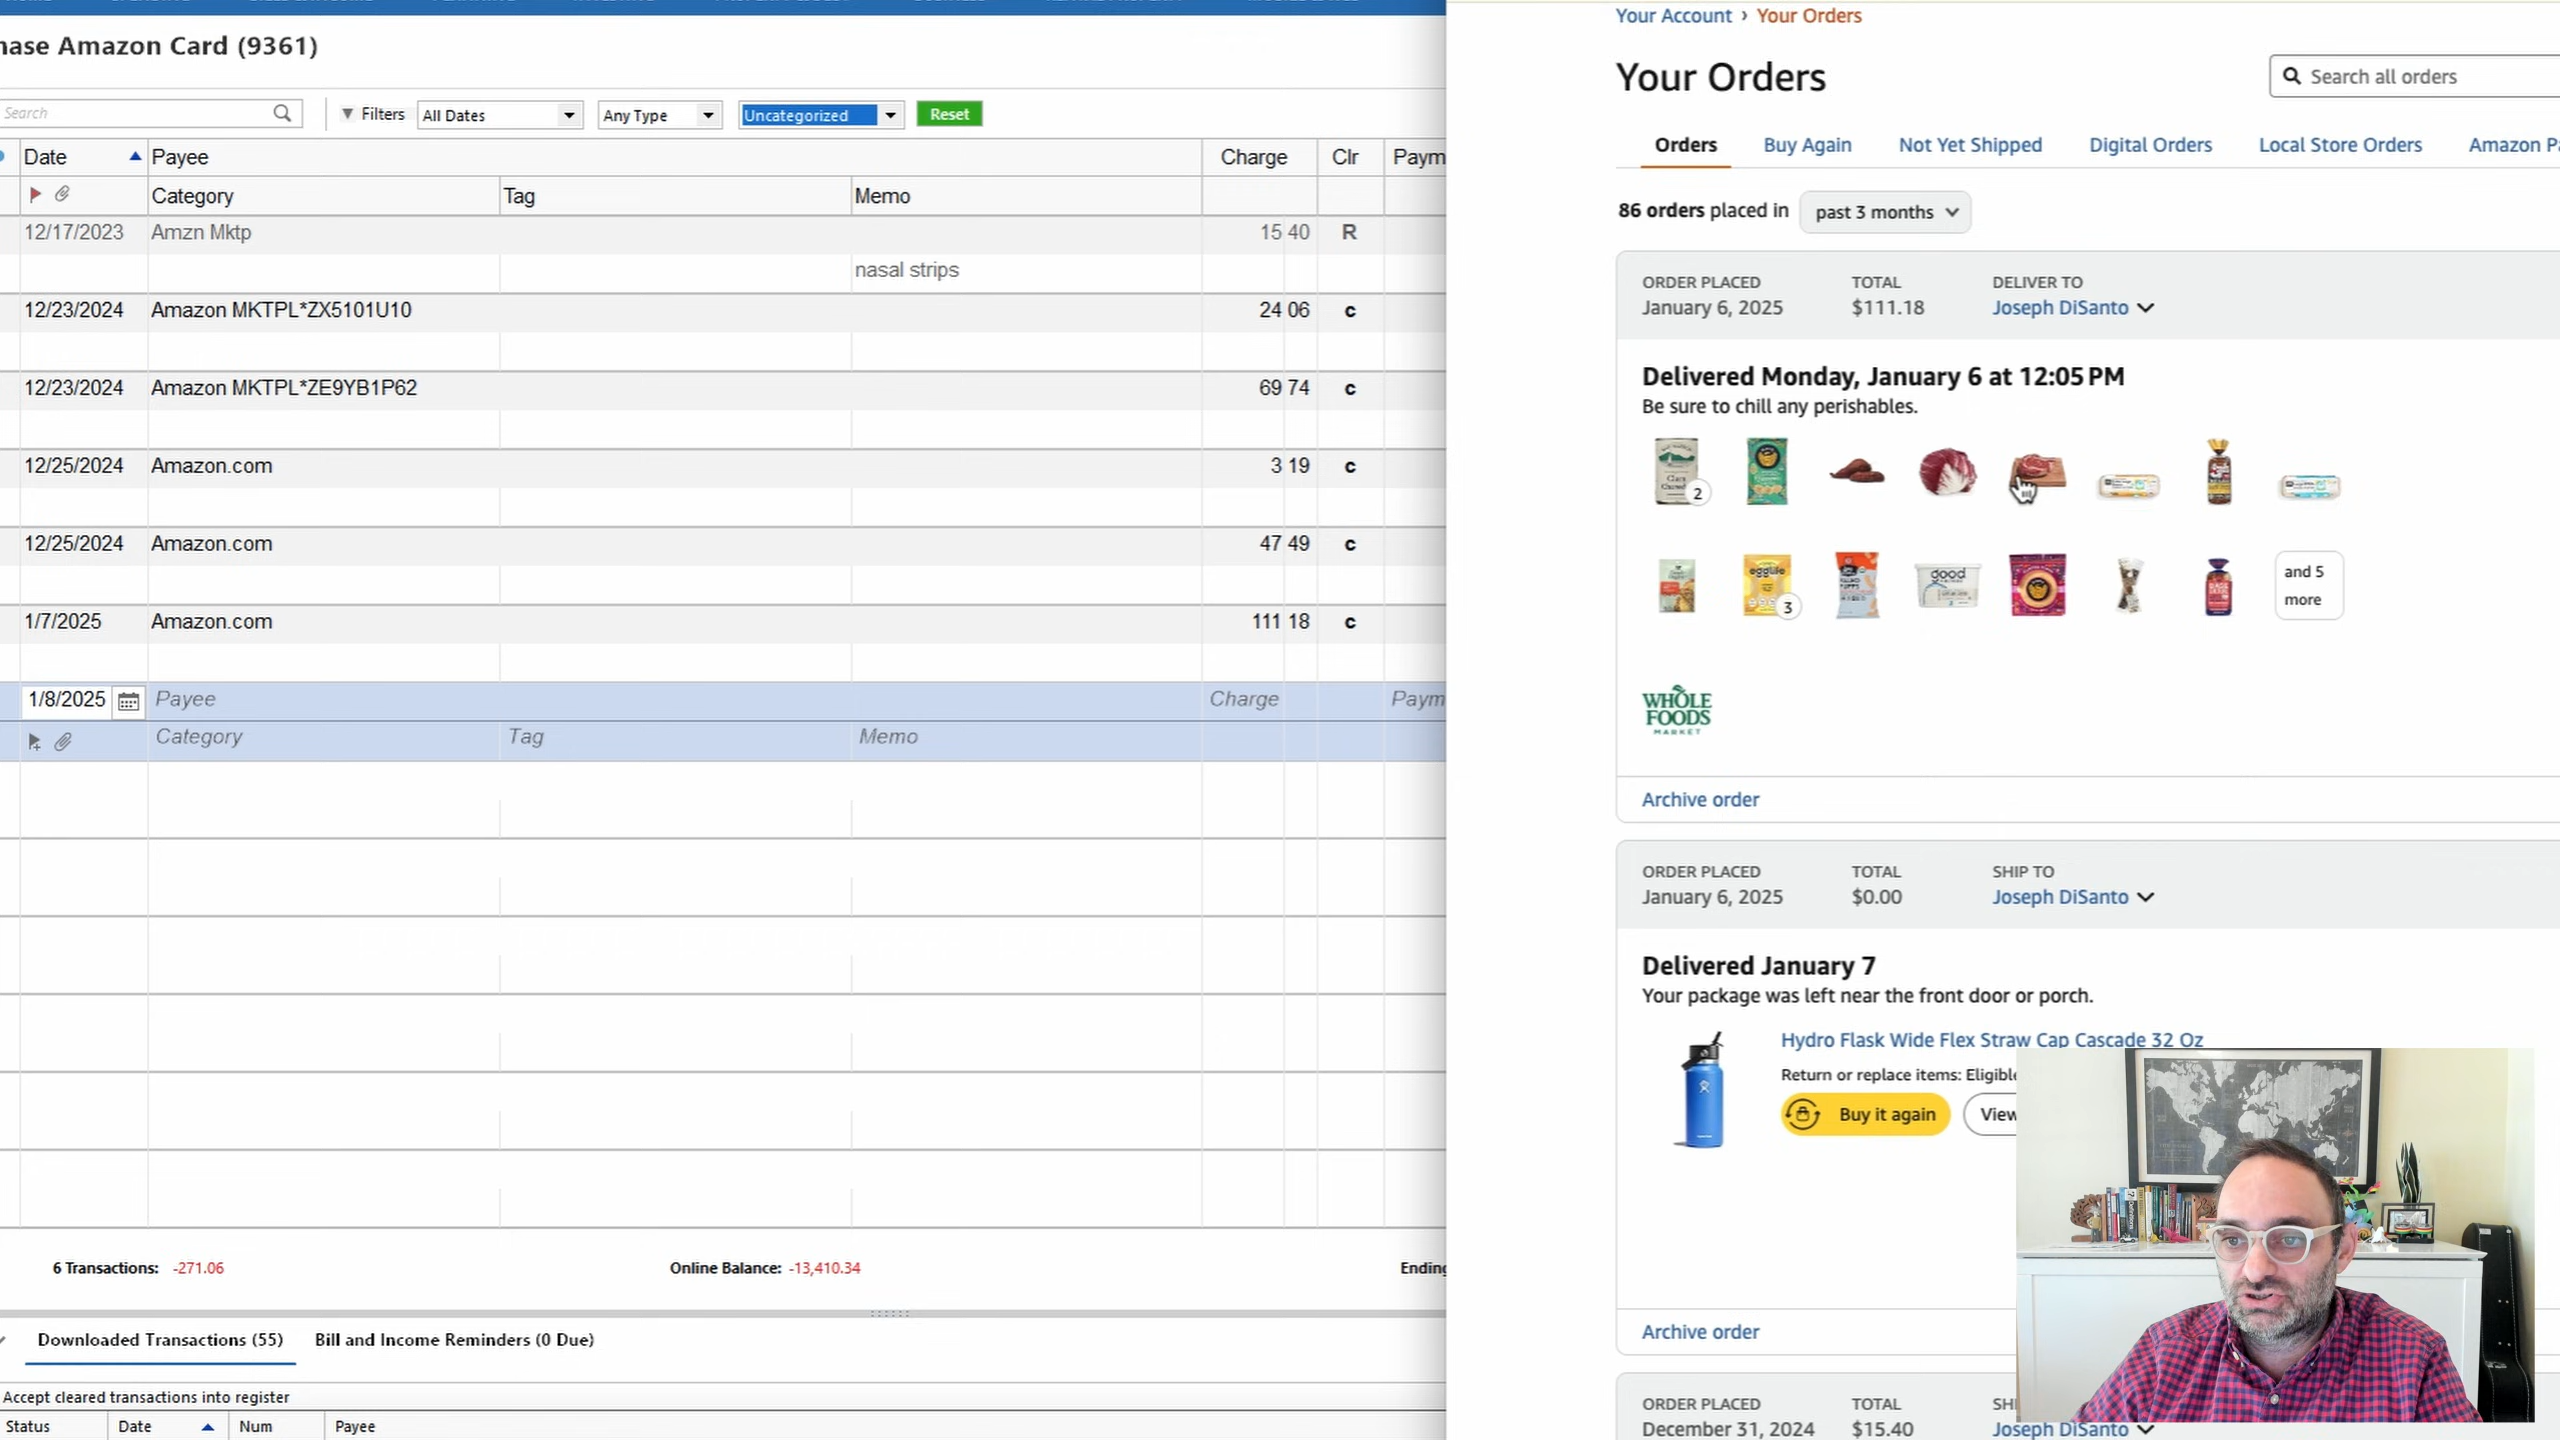 hase Amazon Card (9361)
Search
Filters
All Dates
Any Type
Uncategorized
Reset
Date Payee Charge Clr Paym
Category Tag Memo
12/17/2023 Amzn Mktp 15 40 R
nasal strips
12/23/2024 Amazon MKTPL*ZX5101U10 24 06 c
12/23/2024 Amazon MKTPL*ZE9YB1P62 69 74 c
12/25/2024 Amazon.com 3 19 c
12/25/2024 Amazon.com 47 49 c
1/7/2025 Amazon.com 111 18 c
1/8/2025 Payee Charge Paym
Category Tag Memo
6 Transactions: -271.06 Online Balance: -13,410.34 Ending
Downloaded Transactions (55) Bill and Income Reminders (0 Due)
Accept cleared transactions into register
Status Date Num Payee
Your Account › Your Orders
Your Orders
Search all orders
Orders Buy Again Not Yet Shipped Digital Orders Local Store Orders Amazon Pa
86 orders placed in past 3 months
ORDER PLACED TOTAL DELIVER TO
January 6, 2025 $111.18 Joseph DiSanto
Delivered Monday, January 6 at 12:05 PM
Be sure to chill any perishables.
2
egglife
3
good
and 5
more
WHOLE
FOODS
MARKET
Archive order
ORDER PLACED TOTAL SHIP TO
January 6, 2025 $0.00 Joseph DiSanto
Delivered January 7
Your package was left near the front door or porch.
Hydro Flask Wide Flex Straw Cap Cascade 32 Oz
Return or replace items: Eligible
Buy it again
View
Archive order
ORDER PLACED TOTAL SHI
December 31, 2024 $15.40 Joseph DiSanto